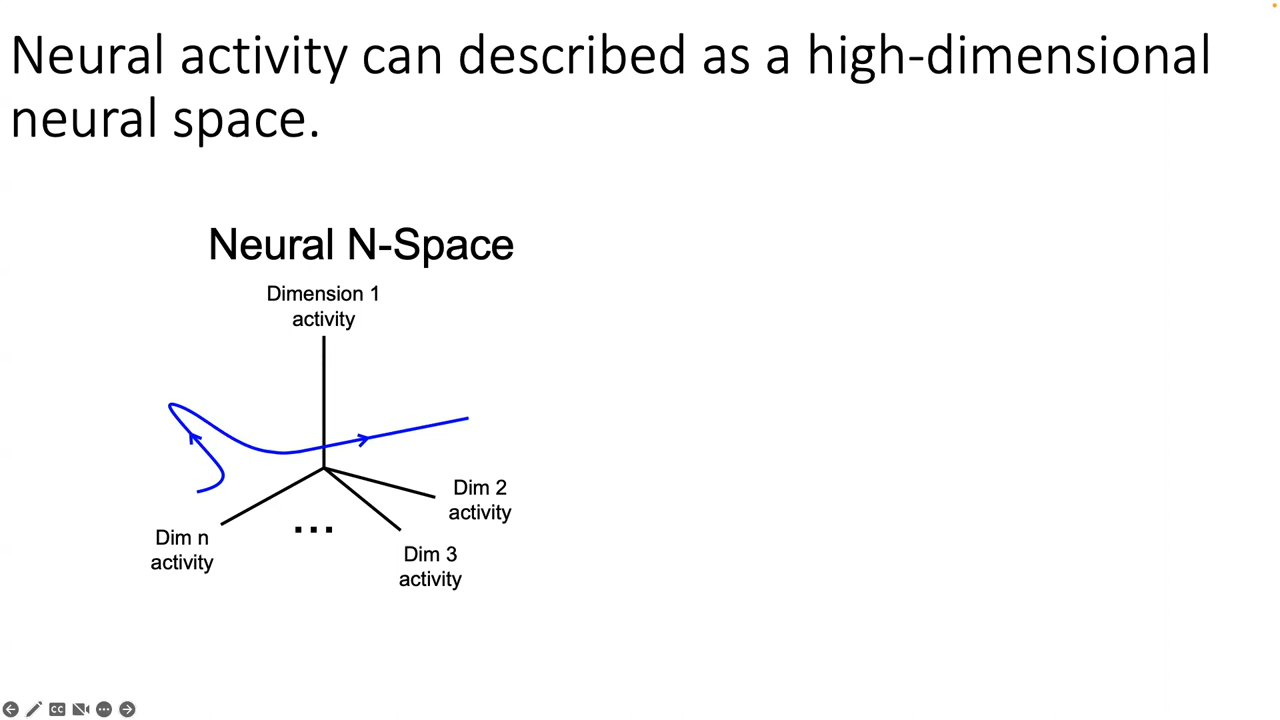 Neural activity can described as a high-dimensional
neural space.
Neural N-Space
Dimension 1
activity
Dim 2
activity
Dim n
activity
...
Dim 3
activity
CC